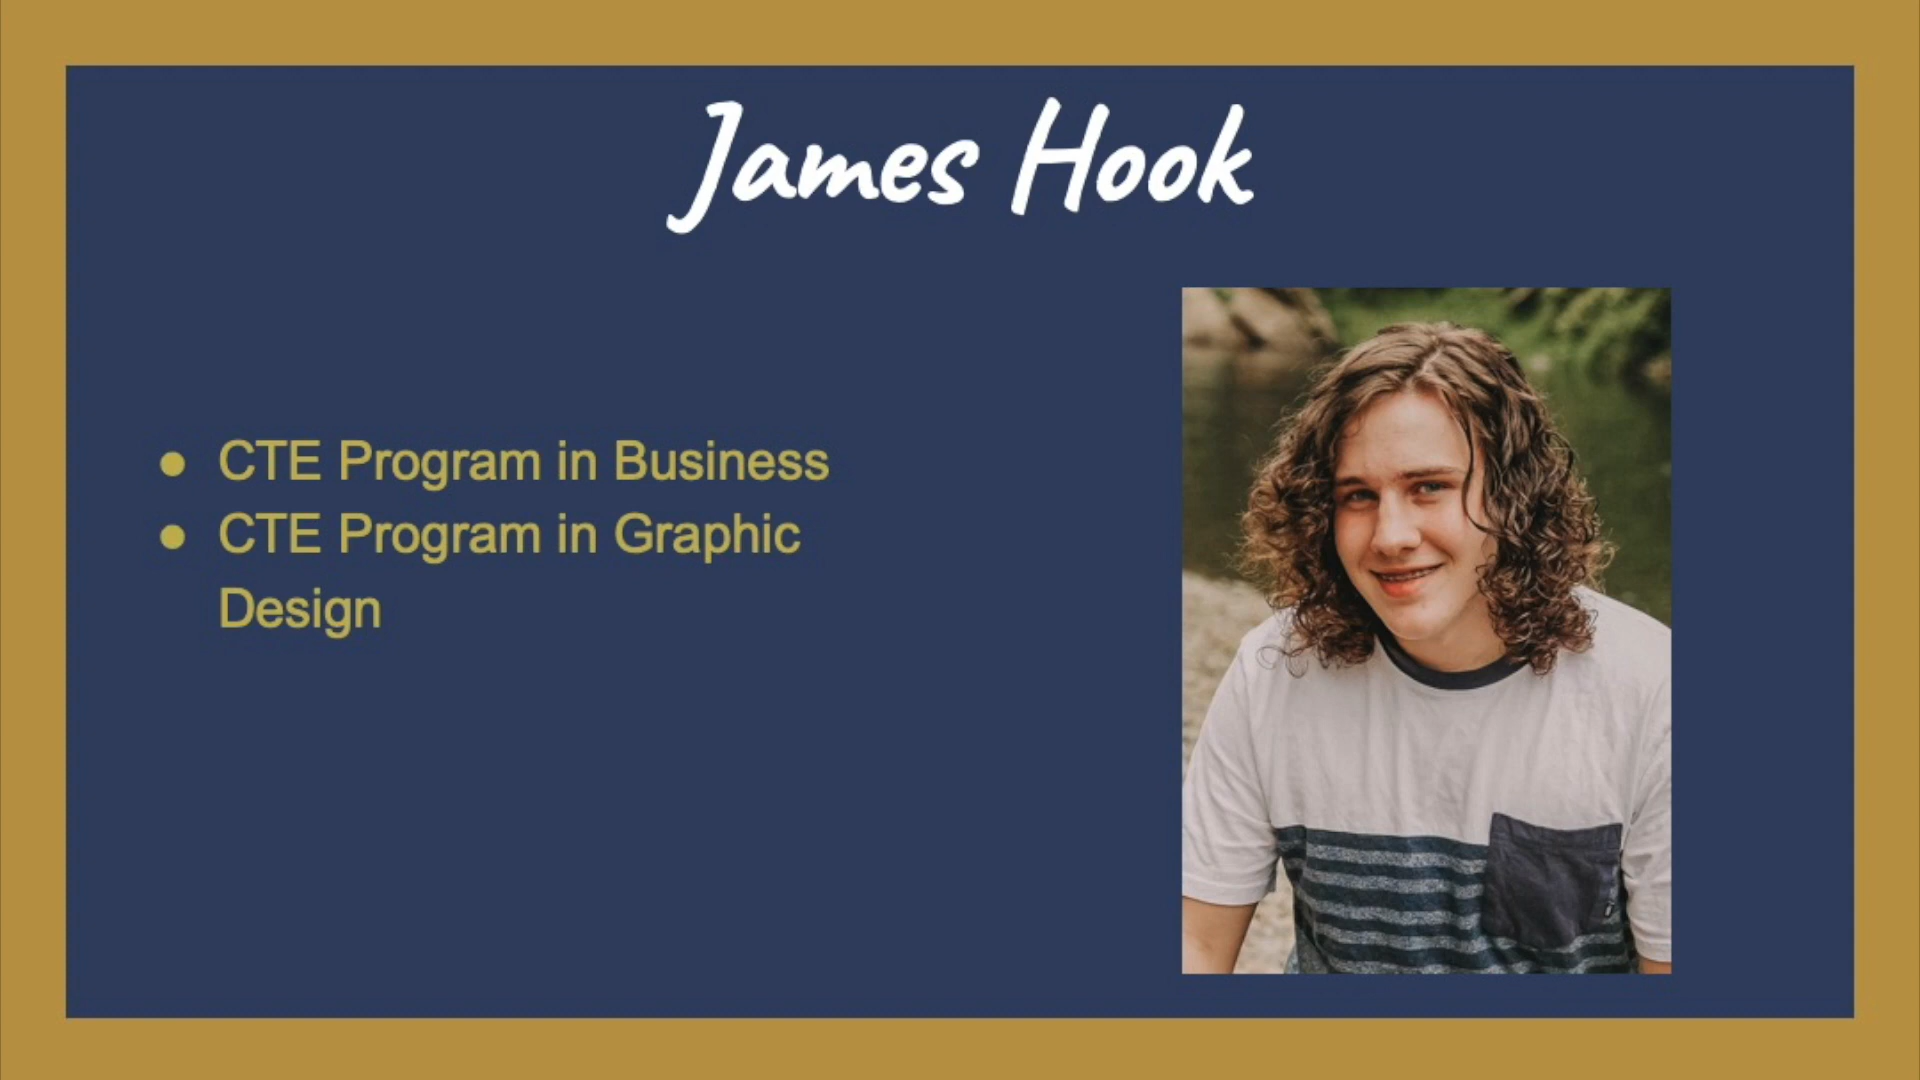 James Hook
● CTE Program in Business
● CTE Program in Graphic
Design